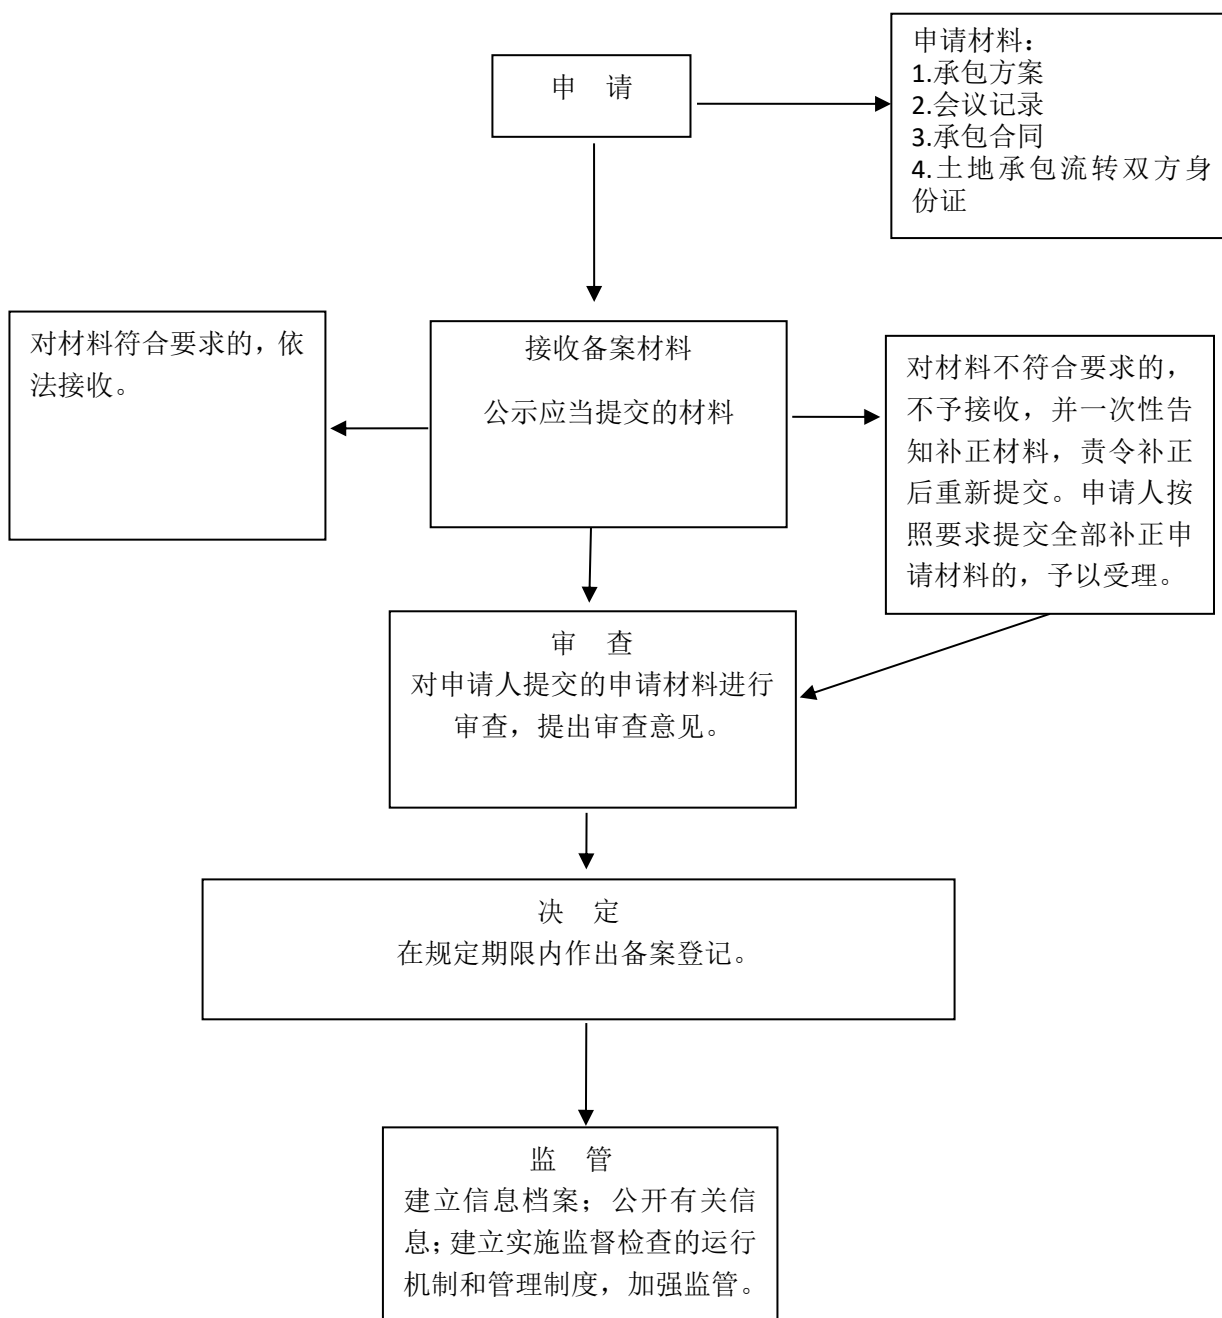 申 请
申请材料：
1.承包方案
2.会议记录
3.承包合同
4.土地承包流转双方身
份证
对材料符合要求的，依
法接收。
接收备案材料
公示应当提交的材料
对材料不符合要求的，
不予接收，并一次性告
知补正材料，责令补正
后重新提交。申请人按
照要求提交全部补正申
请材料的，予以受理。
审 查
对申请人提交的申请材料进行
审查，提出审查意见。
决 定
在规定期限内作出备案登记。
监 管
建立信息档案；公开有关信
息；建立实施监督检查的运行
机制和管理制度，加强监管。